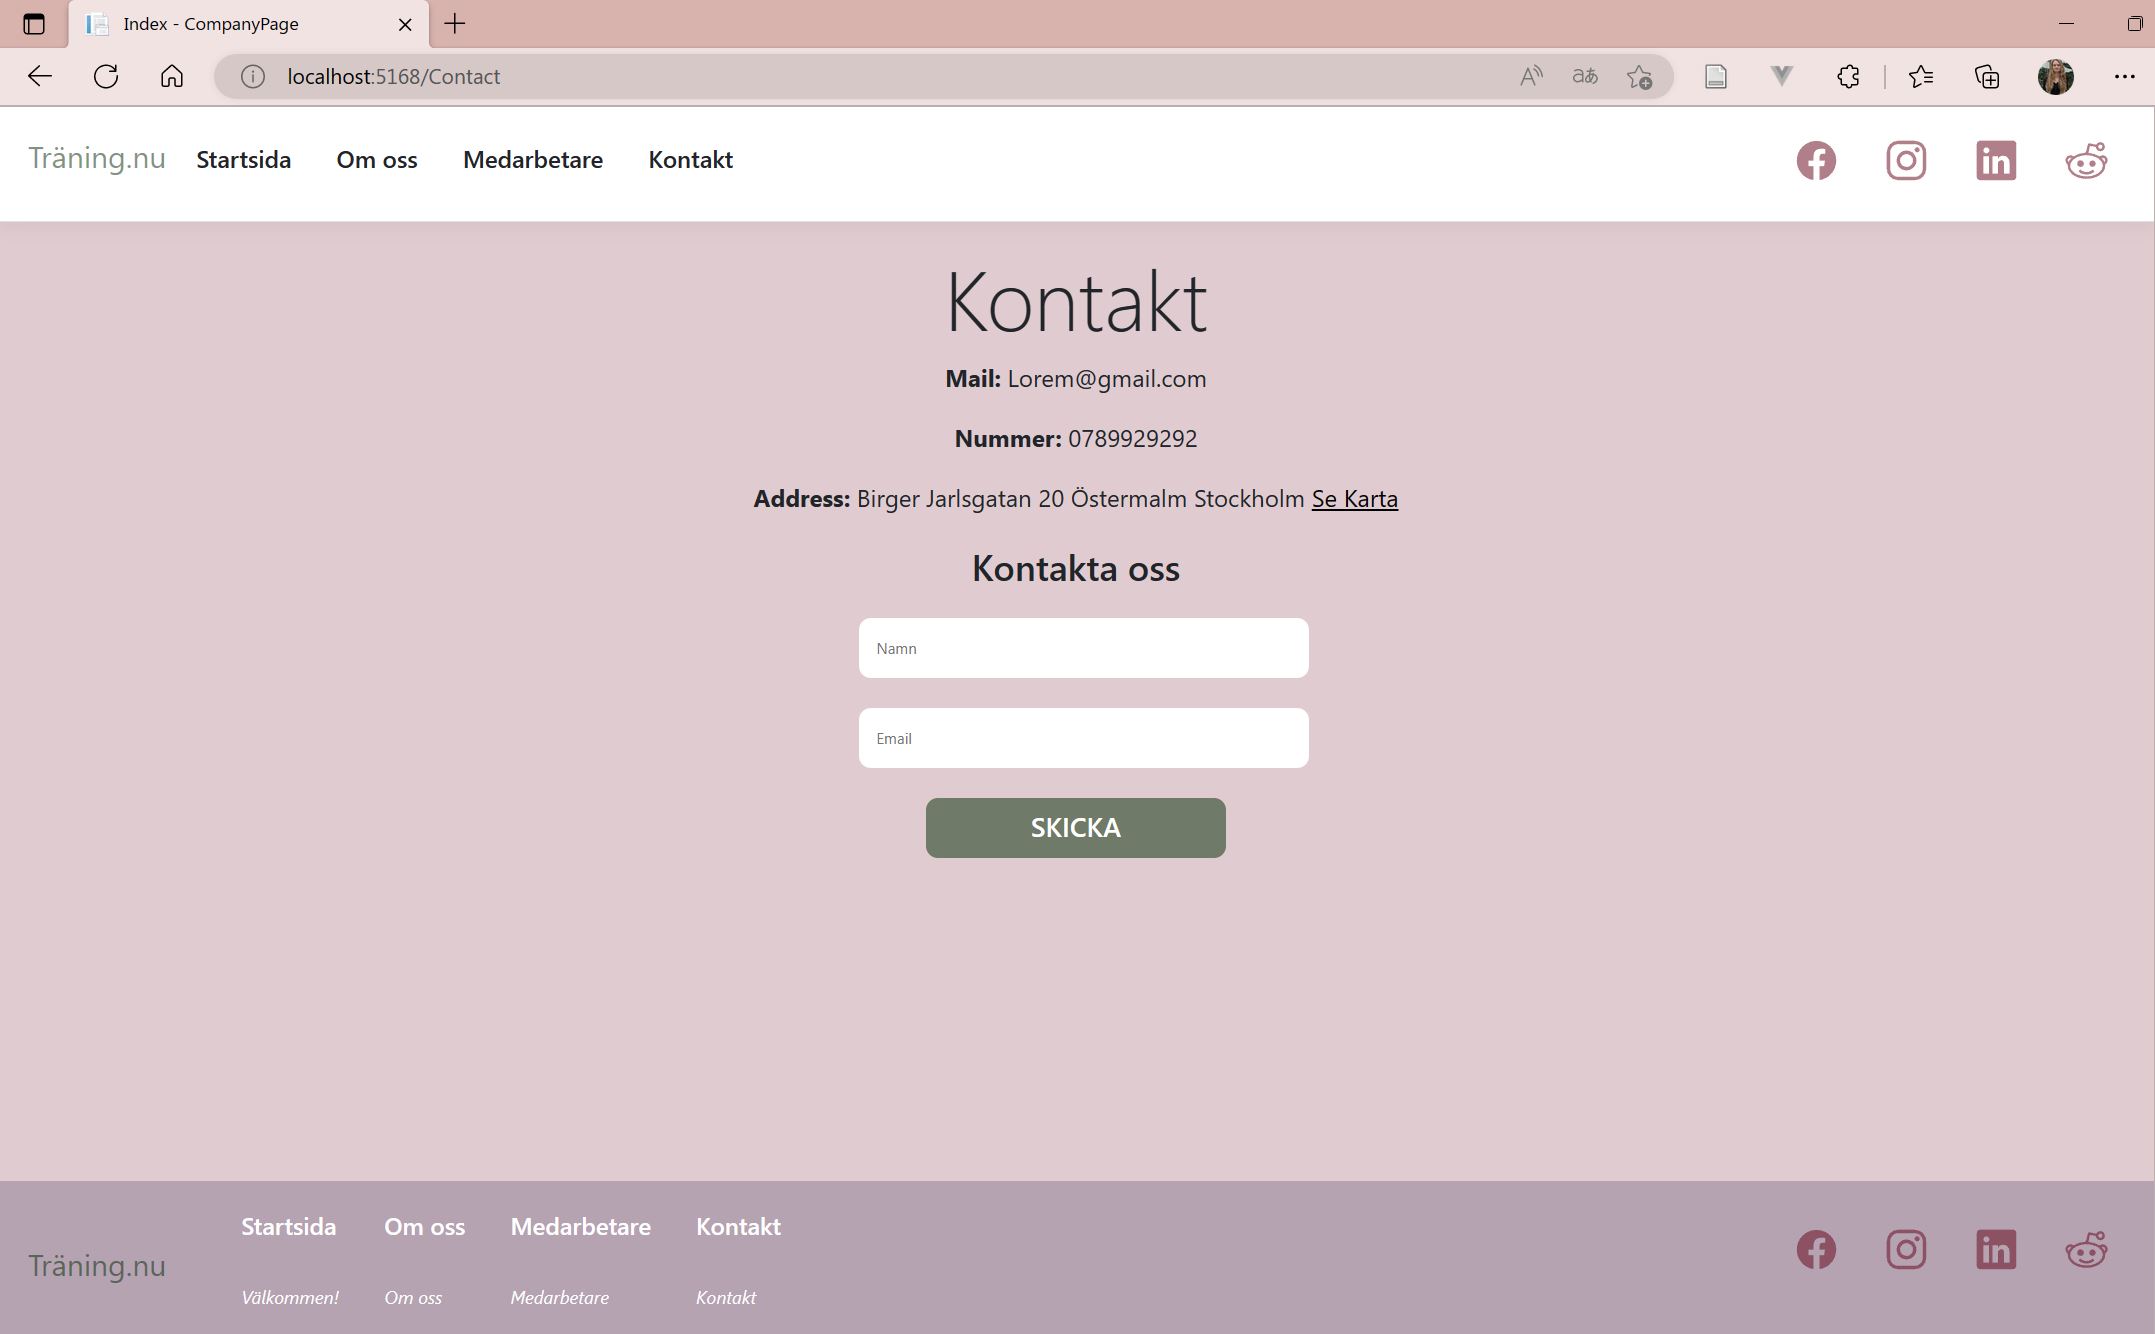 Index - CompanyPage
localhost:5168/Contact
Träning.nu Startsida Om oss Medarbetare Kontakt
Kontakt
Mail: Lorem@gmail.com
Nummer: 0789929292
Address: Birger Jarlsgatan 20 Östermalm Stockholm Se Karta
Kontakta oss
Namn
Email
SKICKA
Startsida Om oss Medarbetare Kontakt
Träning.nu
Välkommen! Om oss Medarbetare Kontakt